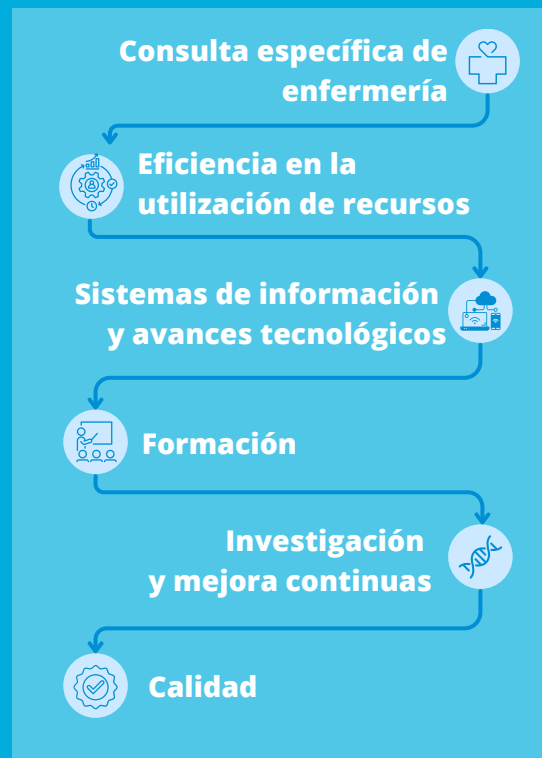 Consulta específica de
enfermería
Eficiencia en la
utilización de recursos
Sistemas de información
y avances tecnológicos
Formación
Investigación
y mejora continuas
Calidad